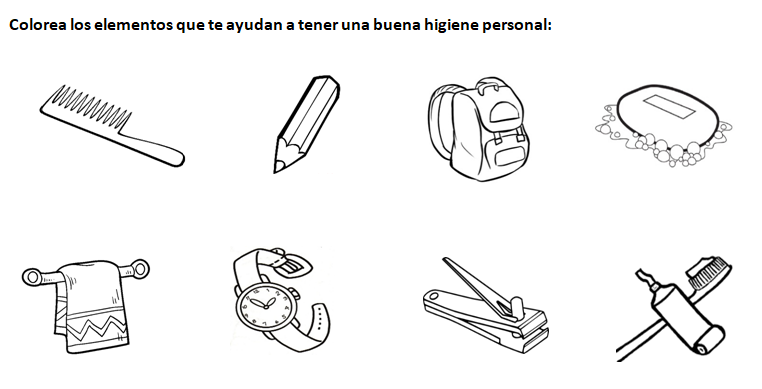 Colorea los elementos que te ayudan a tener una buena higiene personal: